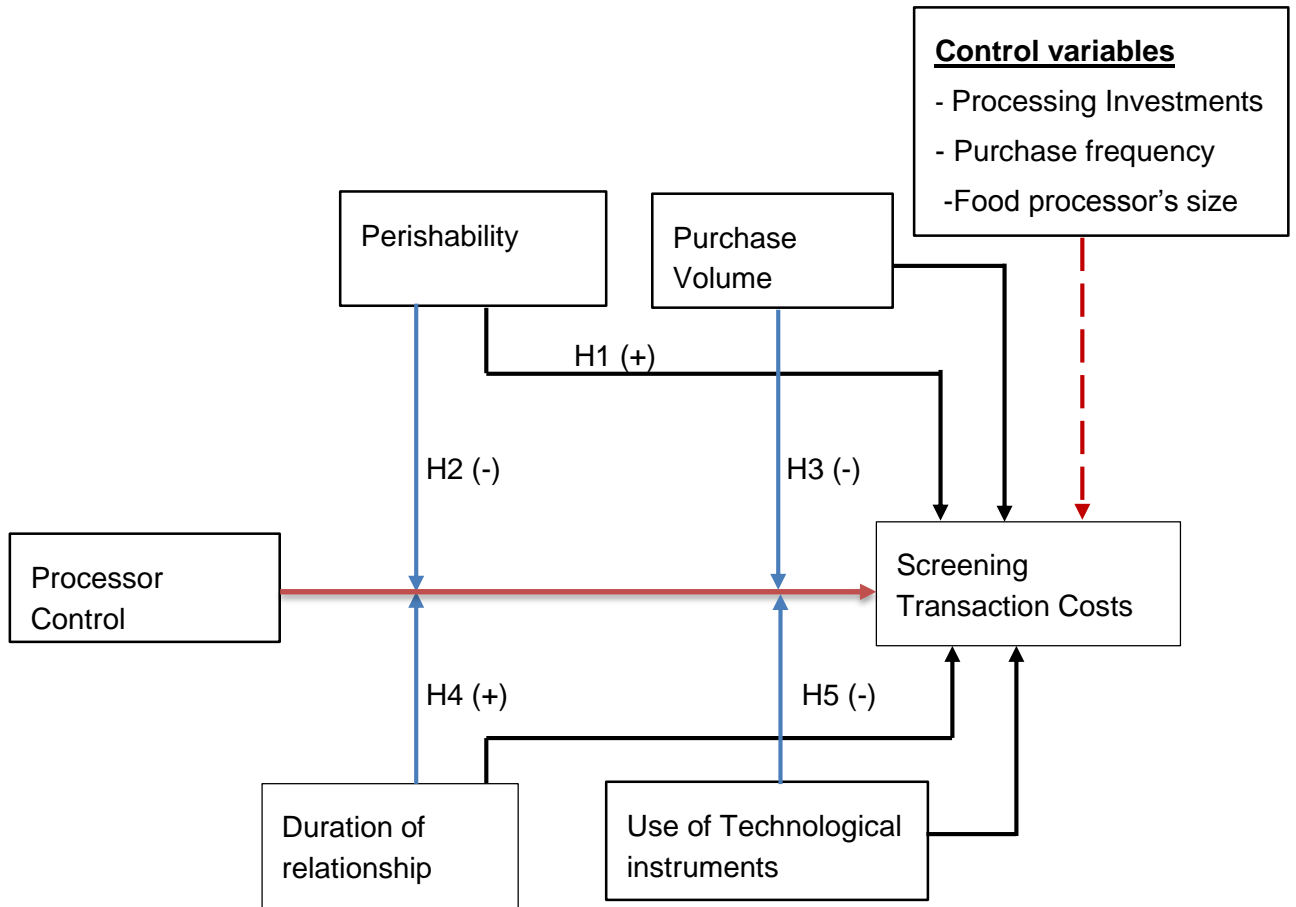 Control variables
- Processing Investments
- Purchase frequency
-Food processor's size
Perishability
Purchase
Volume
H1 (+)
H2 (-)
H3 (-)
Processor
Control
Screening
Transaction Costs
H4 (+)
H5 (-)
Duration of
relationship
Use of Technological
instruments